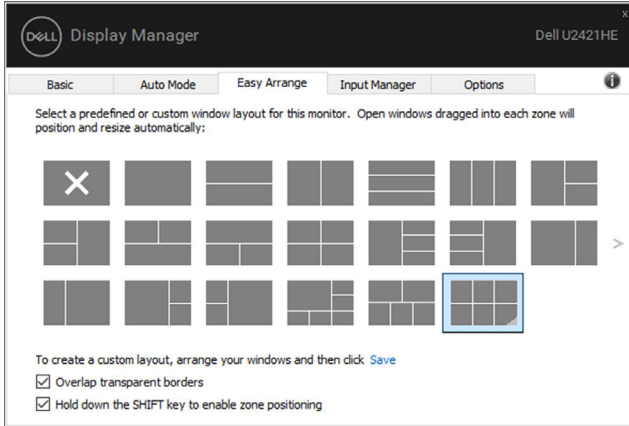 x
DELL Display Manager Dell U2421HE
Basic Auto Mode Easy Arrange Input Manager Options
Select a predefined or custom window layout for this monitor. Open windows dragged into each zone will
position and resize automatically:
To create a custom layout, arrange your windows and then click Save
Overlap transparent borders
Hold down the SHIFT key to enable zone positioning